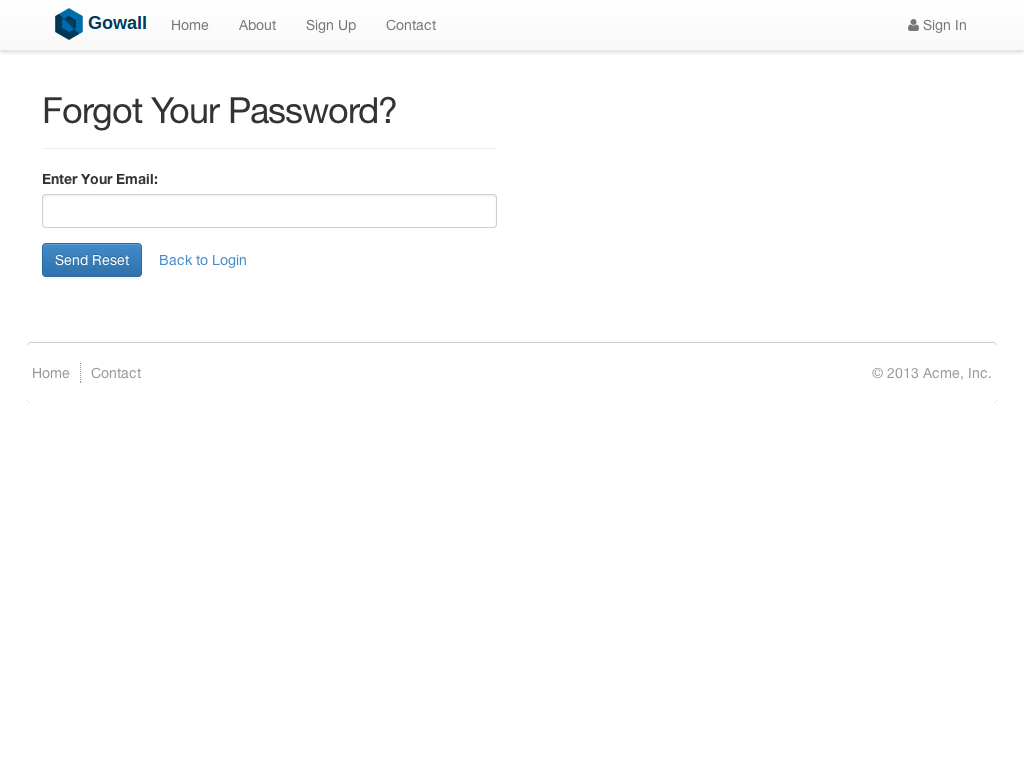 Gowall Home About Sign Up Contact Sign In
Forgot Your Password?
Enter Your Email:
Send Reset Back to Login
Home Contact © 2013 Acme, Inc.